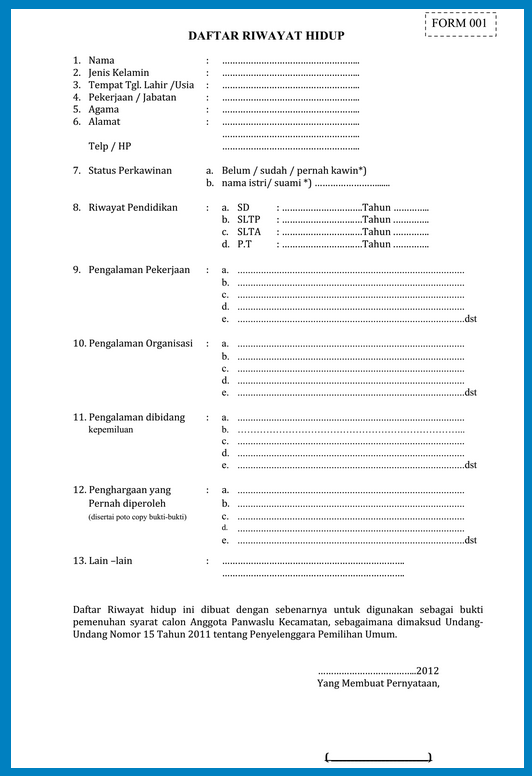 FORM 001
DAFTAR RIWAYAT HIDUP
1. Nama : ……………………………………………..
2. Jenis Kelamin : ……………………………………………..
3. Tempat Tgl. Lahir /Usia : ……………………………………………..
4. Pekerjaan / Jabatan : ……………………………………………..
5. Agama : ……………………………………………..
6. Alamat : ……………………………………………..
……………………………………………..
Telp / HP ……………………………………………..
7. Status Perkawinan a. Belum / sudah / pernah kawin*)
b. nama istri/ suami *) ……………………......
8. Riwayat Pendidikan : a. SD : ………………………….Tahun …………..
b. SLTP : ………………………….Tahun …………..
c. SLTA : ………………………….Tahun …………..
d. P.T : ………………………….Tahun …………..
9. Pengalaman Pekerjaan : a. ……………………………………………………………………
b. ……………………………………………………………………
c. ……………………………………………………………………
d. ……………………………………………………………………
e. ……………………………………………………………………dst
10. Pengalaman Organisasi : a. ……………………………………………………………………
b. ……………………………………………………………………
c. ……………………………………………………………………
d. ……………………………………………………………………
e. ……………………………………………………………………dst
11. Pengalaman dibidang : a. ……………………………………………………………………
kepemiluan b. ……………………………………………………………………
c. ……………………………………………………………………
d. ……………………………………………………………………
e. ……………………………………………………………………dst
12. Penghargaan yang : a. ……………………………………………………………………
Pernah diperoleh b. ……………………………………………………………………
(disertai poto copy bukti-bukti) c. ……………………………………………………………………
d. ……………………………………………………………………
e. ……………………………………………………………………dst
13. Lain –lain : ……………………………………………………..
……………………………………………………..
Daftar Riwayat hidup ini dibuat dengan sebenarnya untuk digunakan sebagai bukti
pemenuhan syarat calon Anggota Panwaslu Kecamatan, sebagaimana dimaksud Undang-
Undang Nomor 15 Tahun 2011 tentang Penyelenggara Pemilihan Umum.
………………………………...2012
Yang Membuat Pernyataan,
( ____________________ )